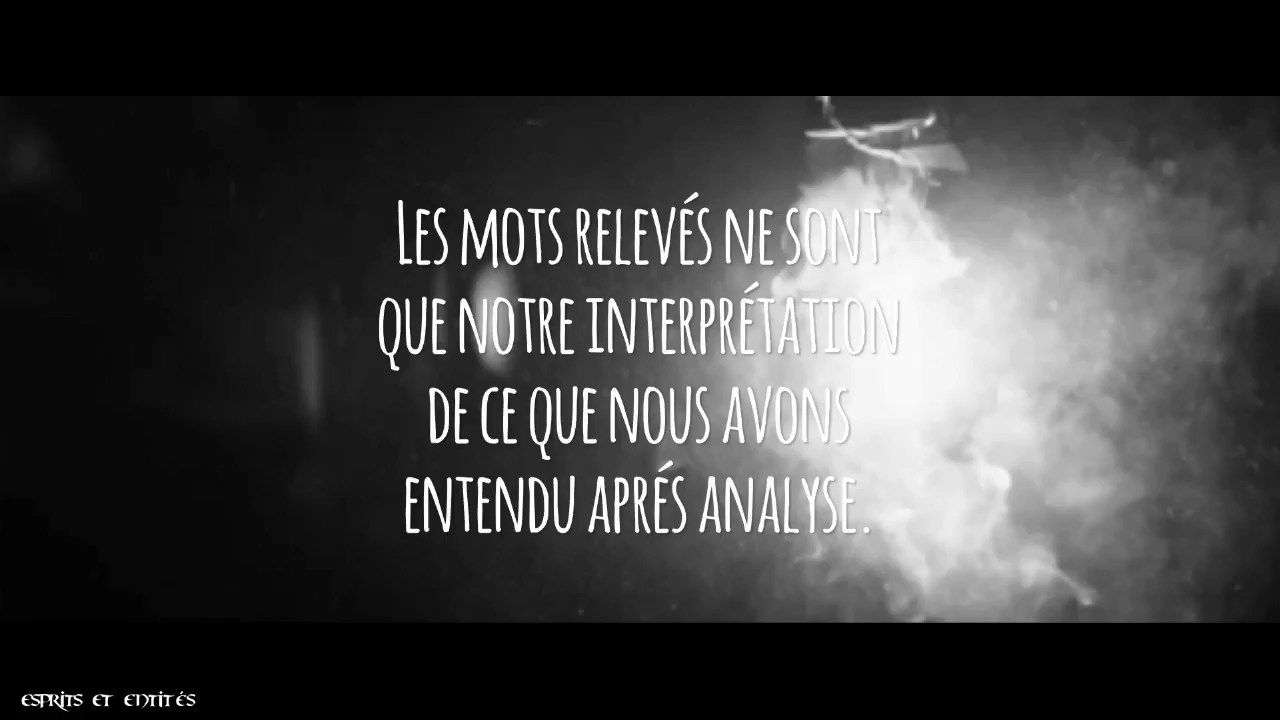 Les mots relevés ne sont
que notre interprétation
de ce que nous avons
entendu aprés analyse.
esprits et entités